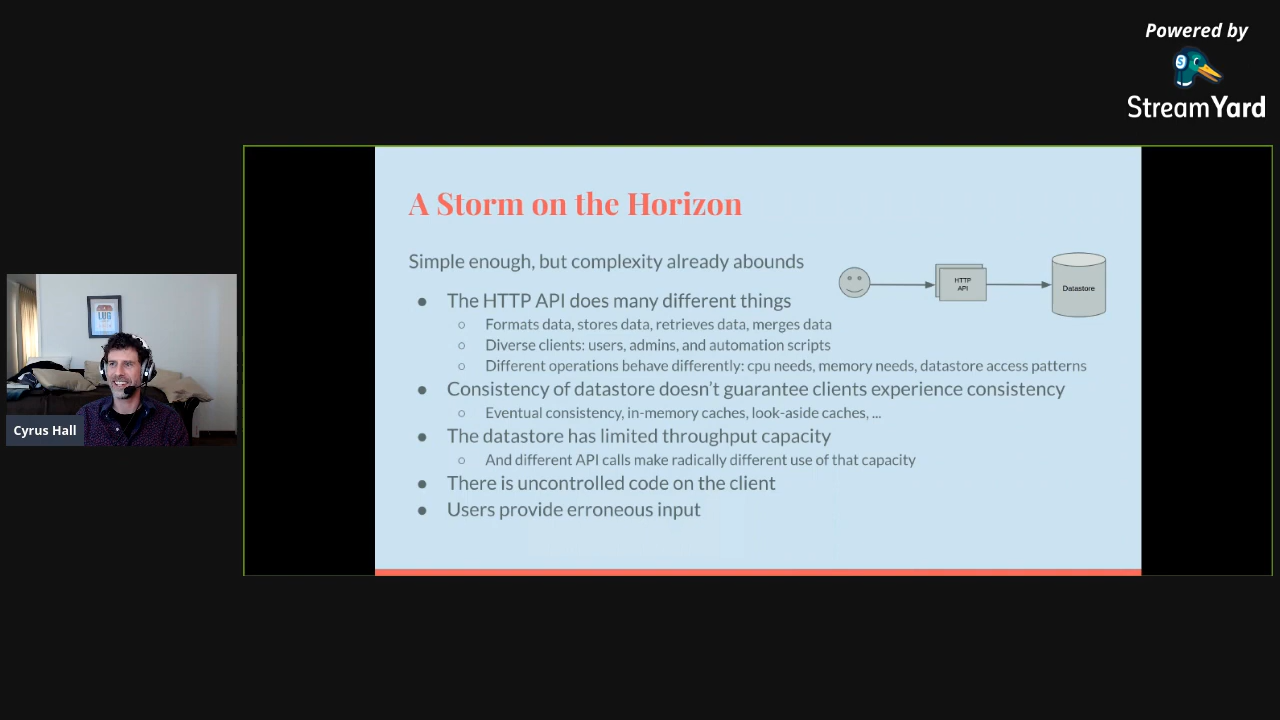 Powered by
StreamYard
A Storm on the Horizon
Simple enough, but complexity already abounds
HTTP
API
Datastore
● The HTTP API does many different things
○ Formats data, stores data, retrieves data, merges data
○ Diverse clients: users, admins, and automation scripts
○ Different operations behave differently: cpu needs, memory needs, datastore access patterns
● Consistency of datastore doesn’t guarantee clients experience consistency
○ Eventual consistency, in-memory caches, look-aside caches, ...
● The datastore has limited throughput capacity
○ And different API calls make radically different use of that capacity
● There is uncontrolled code on the client
● Users provide erroneous input
LUG
Cyrus Hall